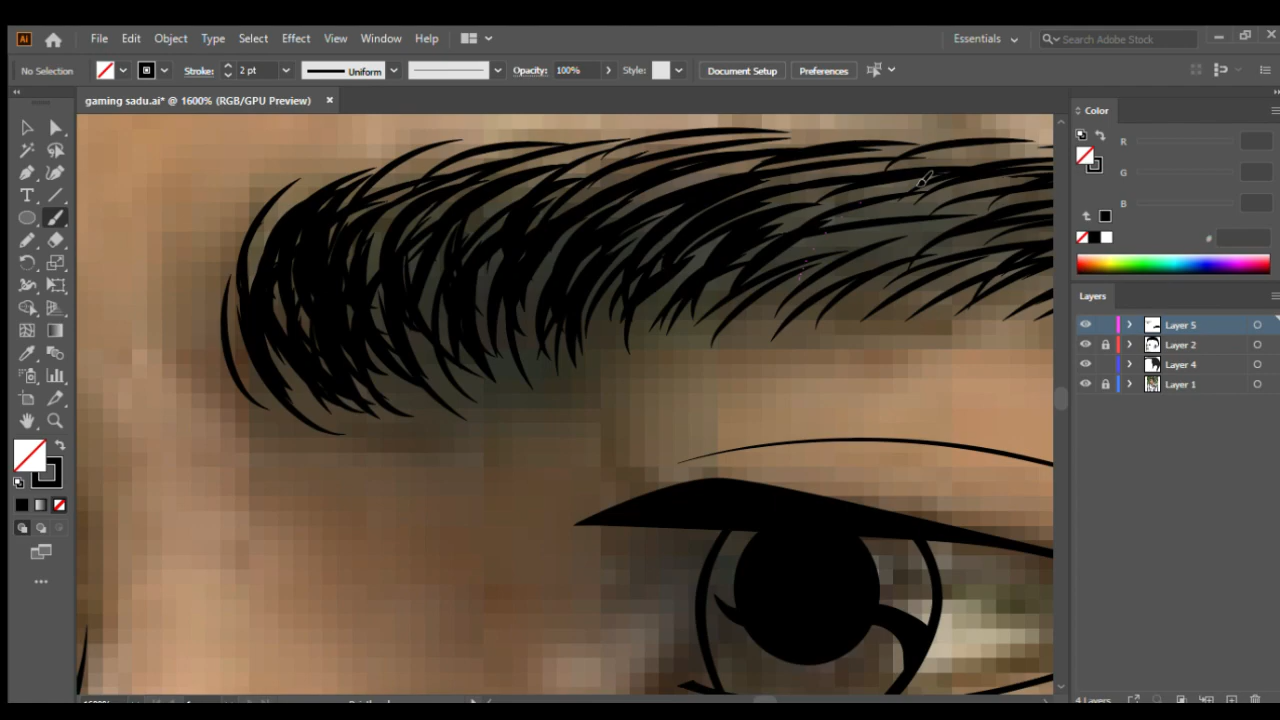 Ai File Edit Object Type Select Effect View Window Help Essentials Search Adobe Stock
No Selection Stroke: 2 pt Uniform Opacity: 100% Style: Document Setup Preferences
gaming sadu.ai* @ 1600% (RGB/GPU Preview) ×
Color
R
G
B
#
Layers
Layer 5
Layer 2
Layer 4
Layer 1
4 Layers